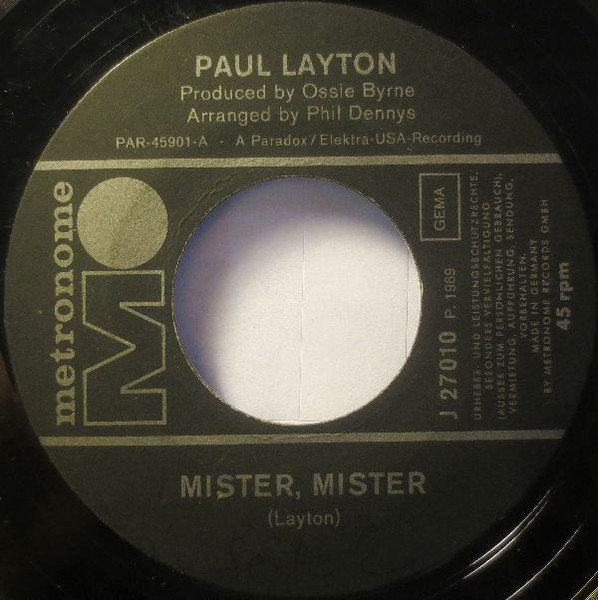 PAUL LAYTON
Produced by Ossie Byrne
Arranged by Phil Dennys
PAR-45901-A - A Paradox/Elektra-USA-Recording
metronome
M
GEMA
J 27010 P. 1969
URHEBER- UND LEISTUNGSSCHUTZRECHTE,
BESONDERS VERVIELFÄLTIGUNG
(AUSSER ZUM PERSÖNLICHEN GEBRAUCH),
VERMIETUNG, AUFFÜHRUNG, SENDUNG,
VORBEHALTEN.
MADE IN GERMANY
BY METRONOME RECORDS GMBH
45 rpm
MISTER, MISTER
(Layton)